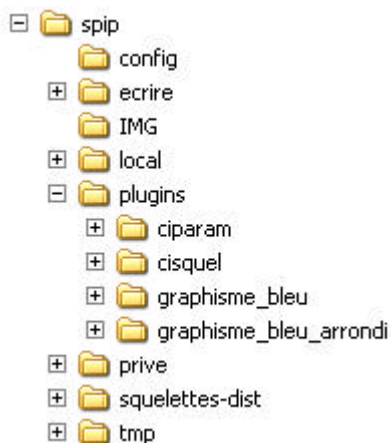 spip
config
ecrire
IMG
local
plugins
ciparam
cisquel
graphisme_bleu
graphisme_bleu_arrondi
prive
squelettes-dist
tmp